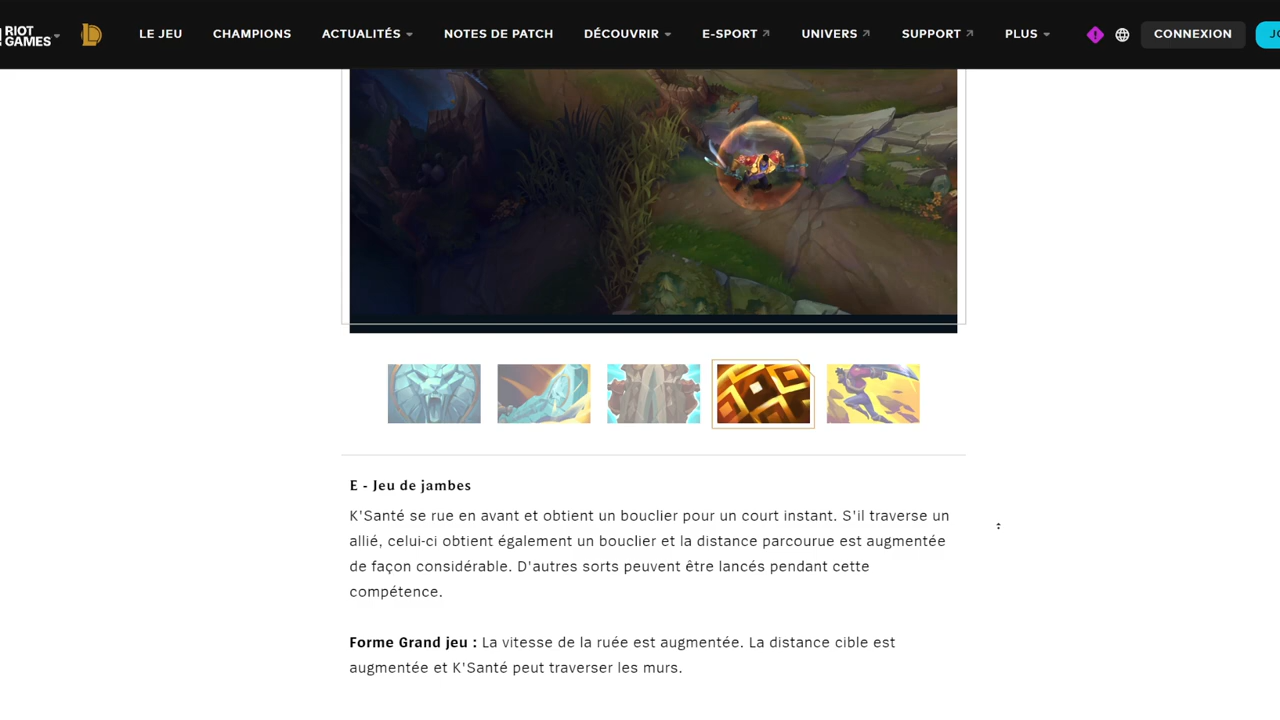 RIOT GAMES
LE JEU CHAMPIONS ACTUALITÉS NOTES DE PATCH DÉCOUVRIR E-SPORT UNIVERS SUPPORT PLUS CONNEXION
E - Jeu de jambes
K'Santé se rue en avant et obtient un bouclier pour un court instant. S'il traverse un
allié, celui-ci obtient également un bouclier et la distance parcourue est augmentée
de façon considérable. D'autres sorts peuvent être lancés pendant cette
compétence.
Forme Grand jeu : La vitesse de la ruée est augmentée. La distance cible est
augmentée et K'Santé peut traverser les murs.